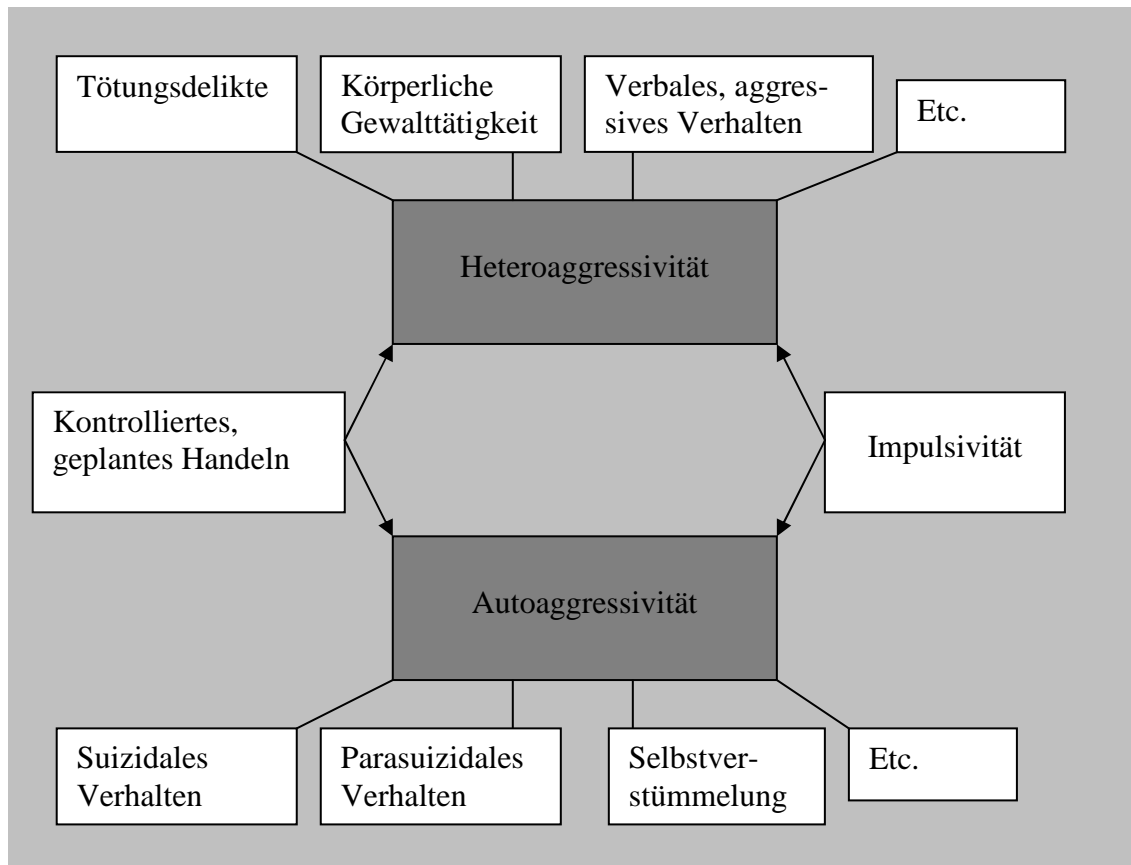 Tötungsdelikte
Körperliche
Gewalttätigkeit
Verbales, aggres-
sives Verhalten
Etc.
Heteroaggressivität
Kontrolliertes,
geplantes Handeln
Impulsivität
Autoaggressivität
Suizidales
Verhalten
Parasuizidales
Verhalten
Selbstver-
stümmelung
Etc.